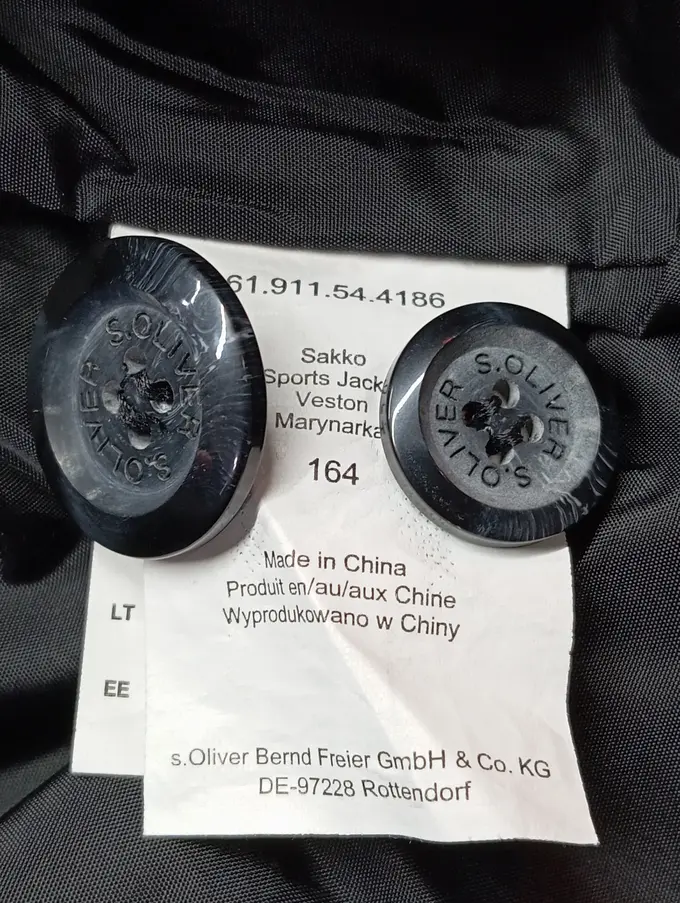 61.911.54.4186
Sakko
Sports Jack
Veston
Marynarka
164
Made in China
Produit en/au/aux Chine
Wyprodukowano w Chiny
LT
EE
s.Oliver Bernd Freier GmbH & Co. KG
DE-97228 Rottendorf
S.OLIVER
S.OLIVER
S.OLIVER
S.OLIVER